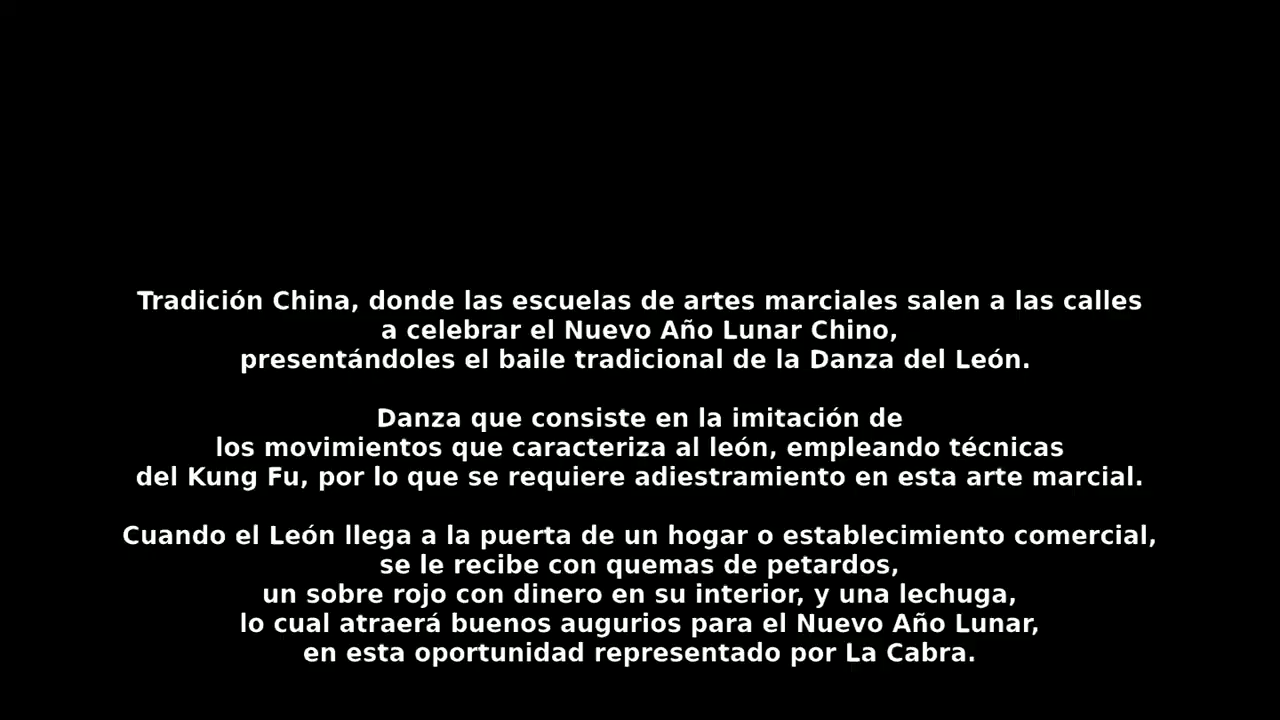 Tradición China, donde las escuelas de artes marciales salen a las calles
a celebrar el Nuevo Año Lunar Chino,
presentándoles el baile tradicional de la Danza del León.
Danza que consiste en la imitación de
los movimientos que caracteriza al león, empleando técnicas
del Kung Fu, por lo que se requiere adiestramiento en esta arte marcial.
Cuando el León llega a la puerta de un hogar o establecimiento comercial,
se le recibe con quemas de petardos,
un sobre rojo con dinero en su interior, y una lechuga,
lo cual atraerá buenos augurios para el Nuevo Año Lunar,
en esta oportunidad representado por La Cabra.